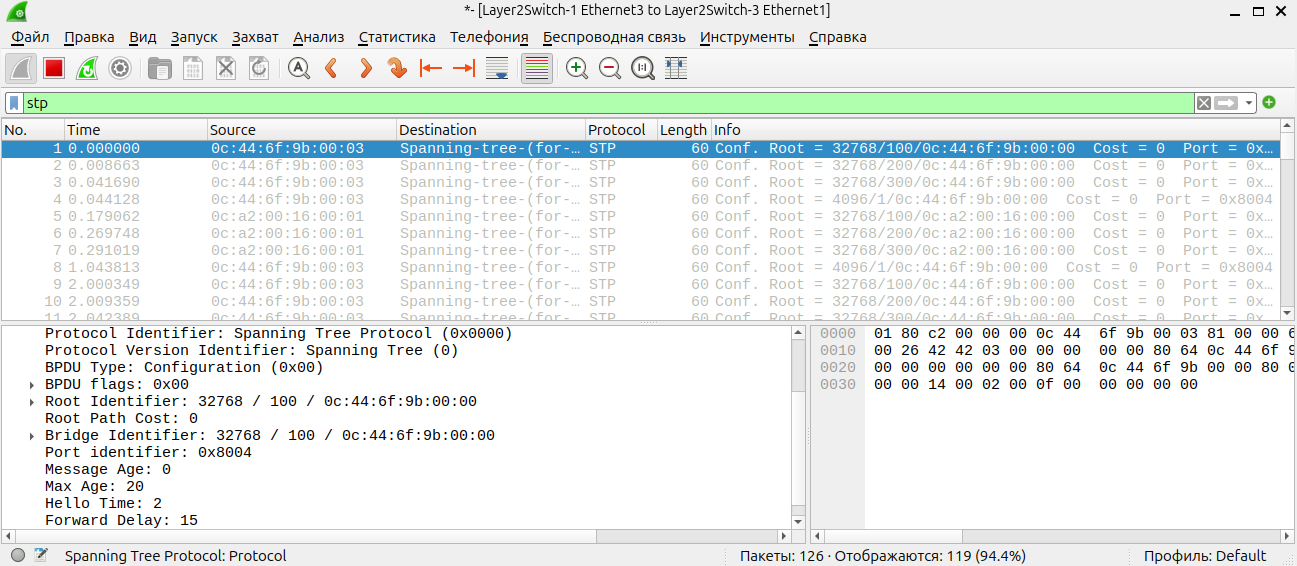 *- [Layer2Switch-1 Ethernet3 to Layer2Switch-3 Ethernet1]
Файл Правка Вид Запуск Захват Анализ Статистика Телефония Беспроводная связь Инструменты Справка
stp
No. Time Source Destination Protocol Length Info
1 0.000000 0c:44:6f:9b:00:03 Spanning-tree-(for-… STP 60 Conf. Root = 32768/100/0c:44:6f:9b:00:00 Cost = 0 Port = 0x…
2 0.008663 0c:44:6f:9b:00:03 Spanning-tree-(for-… STP 60 Conf. Root = 32768/200/0c:44:6f:9b:00:00 Cost = 0 Port = 0x…
3 0.041690 0c:44:6f:9b:00:03 Spanning-tree-(for-… STP 60 Conf. Root = 32768/300/0c:44:6f:9b:00:00 Cost = 0 Port = 0x…
4 0.044128 0c:44:6f:9b:00:03 Spanning-tree-(for-… STP 60 Conf. Root = 4096/1/0c:44:6f:9b:00:00 Cost = 0 Port = 0x8004
5 0.179062 0c:a2:00:16:00:01 Spanning-tree-(for-… STP 60 Conf. Root = 32768/100/0c:a2:00:16:00:00 Cost = 0 Port = 0x…
6 0.269748 0c:a2:00:16:00:01 Spanning-tree-(for-… STP 60 Conf. Root = 32768/200/0c:a2:00:16:00:00 Cost = 0 Port = 0x…
7 0.291019 0c:a2:00:16:00:01 Spanning-tree-(for-… STP 60 Conf. Root = 32768/300/0c:a2:00:16:00:00 Cost = 0 Port = 0x…
8 1.043813 0c:44:6f:9b:00:03 Spanning-tree-(for-… STP 60 Conf. Root = 4096/1/0c:44:6f:9b:00:00 Cost = 0 Port = 0x8004
9 2.000349 0c:44:6f:9b:00:03 Spanning-tree-(for-… STP 60 Conf. Root = 32768/100/0c:44:6f:9b:00:00 Cost = 0 Port = 0x…
10 2.009359 0c:44:6f:9b:00:03 Spanning-tree-(for-… STP 60 Conf. Root = 32768/200/0c:44:6f:9b:00:00 Cost = 0 Port = 0x…
11 2.042389 0c:44:6f:9b:00:03 Spanning-tree-(for-… STP 60 Conf. Root = 32768/300/0c:44:6f:9b:00:00 Cost = 0 Port = 0x…
Protocol Identifier: Spanning Tree Protocol (0x0000)
Protocol Version Identifier: Spanning Tree (0)
BPDU Type: Configuration (0x00)
BPDU flags: 0x00
Root Identifier: 32768 / 100 / 0c:44:6f:9b:00:00
Root Path Cost: 0
Bridge Identifier: 32768 / 100 / 0c:44:6f:9b:00:00
Port identifier: 0x8004
Message Age: 0
Max Age: 20
Hello Time: 2
Forward Delay: 15
0000 01 80 c2 00 00 00 0c 44 6f 9b 00 03 81 00 00 6
0010 00 26 42 42 03 00 00 00 00 00 80 64 0c 44 6f 9
0020 00 00 00 00 00 00 80 64 0c 44 6f 9b 00 00 80 0
0030 00 00 14 00 02 00 0f 00 00 00 00 00
Spanning Tree Protocol: Protocol
Пакеты: 126 · Отображаются: 119 (94.4%)
Профиль: Default